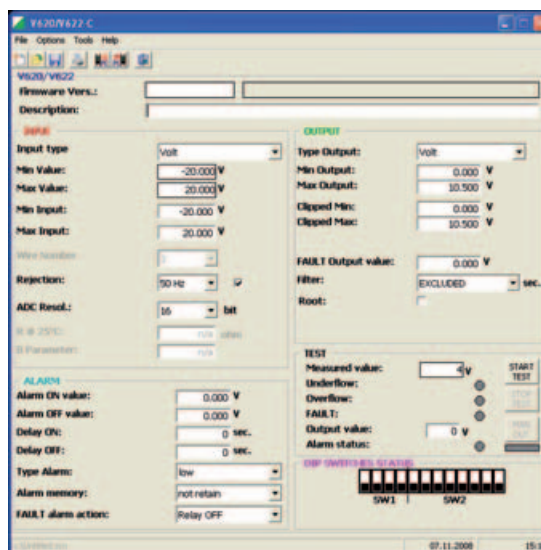 V620/V622 C
File Options Tools Help
V620/V622
Firmware Vers.:
Description:
Input type Volt
Min Value: -20.000 V
Max Value: 20.000 V
Min Input: -20.000 V
Max Input: 20.000 V
Wire Number
Rejection: 50 Hz
ADC Resol.: 16 bit
R @ 25°C: n/a ohm
B Parameter: n/a
OUTPUT
Type Output: Volt
Min Output: 0.000 V
Max Output: 10.500 V
Clipped Min: 0.000 V
Clipped Max: 10.500 V
FAULT Output value: 0.000 V
Filter: EXCLUDED sec.
Root:
ALARM
Alarm ON value: 0.000 V
Alarm OFF value: 0.000 V
Delay ON: 0 sec.
Delay OFF: 0 sec.
Type Alarm: low
Alarm memory: not retain
FAULT alarm action: Relay OFF
TEST
Measured value: 4 V
START TEST
Underflow:
Overflow:
STOP TEST
FAULT:
Output value: 0 V
OUT
Alarm status:
DIP SWITCHES STATUS
SW1 SW2
07.11.2008 15:1